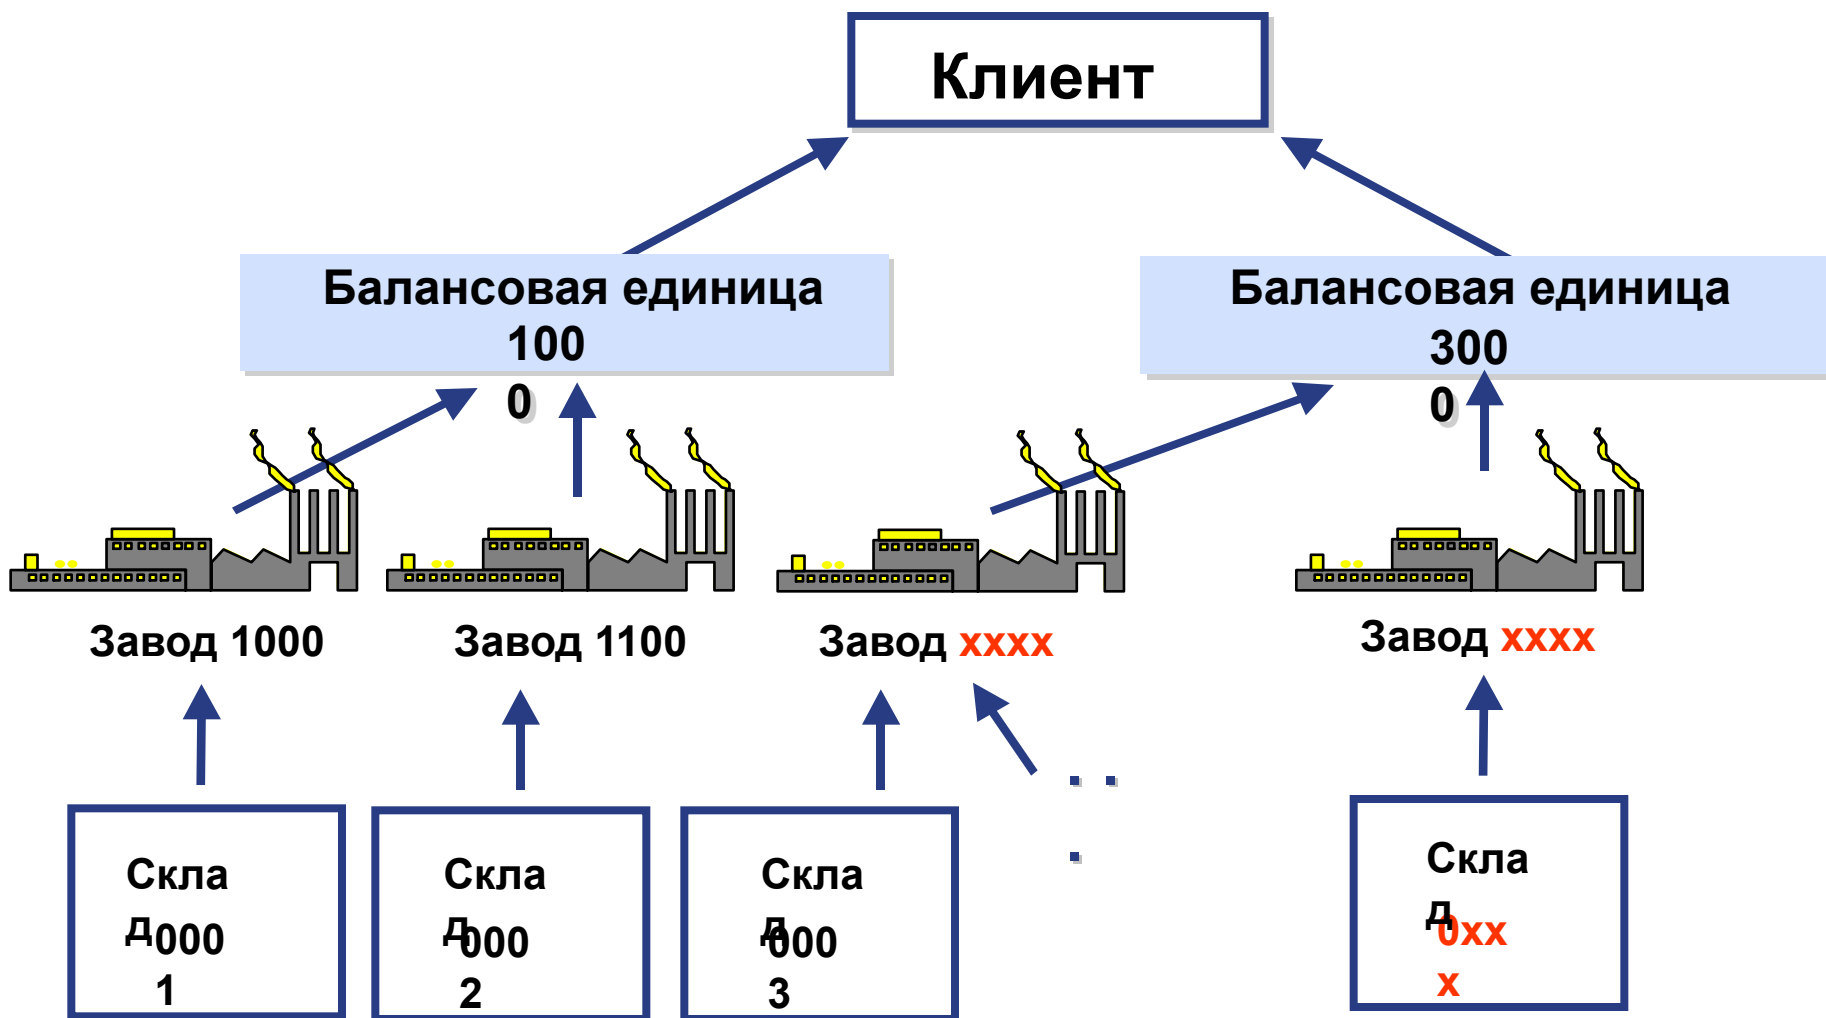 Клиент
Балансовая единица
100
0
Балансовая единица
300
0
Завод 1000
Завод 1100
Завод xxxx
Завод xxxx
. .
.
Скла
д
000
1
Скла
д
000
2
Скла
д
000
3
Скла
д
0xx
x